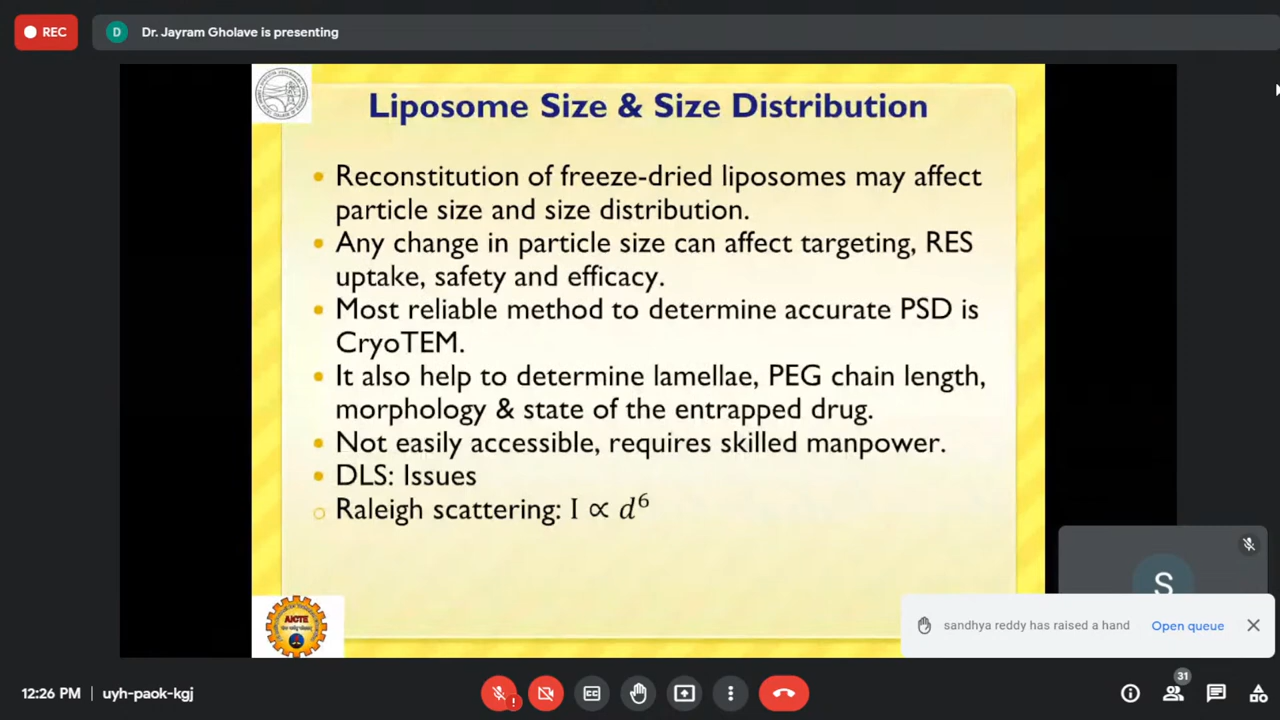 REC
D
Dr. Jayram Gholave is presenting
Liposome Size & Size Distribution
Reconstitution of freeze-dried liposomes may affect
particle size and size distribution.
Any change in particle size can affect targeting, RES
uptake, safety and efficacy.
Most reliable method to determine accurate PSD is
CryoTEM.
It also help to determine lamellae, PEG chain length,
morphology & state of the entrapped drug.
Not easily accessible, requires skilled manpower.
DLS: Issues
Raleigh scattering: I ∝ d⁶
AICTE
S
sandhya reddy has raised a hand
Open queue
12:26 PM
uyh-paok-kgj
31